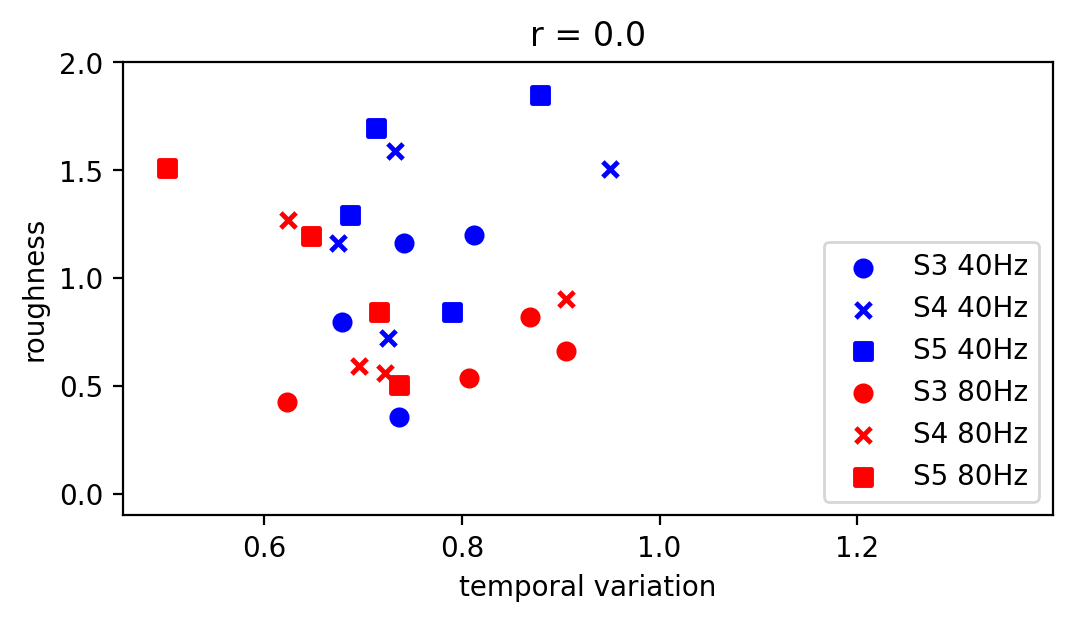 r = 0.0
2.0
1.5
1.0
0.5
0.0
roughness
0.6
0.8
1.0
1.2
temporal variation
S3 40Hz
S4 40Hz
S5 40Hz
S3 80Hz
S4 80Hz
S5 80Hz